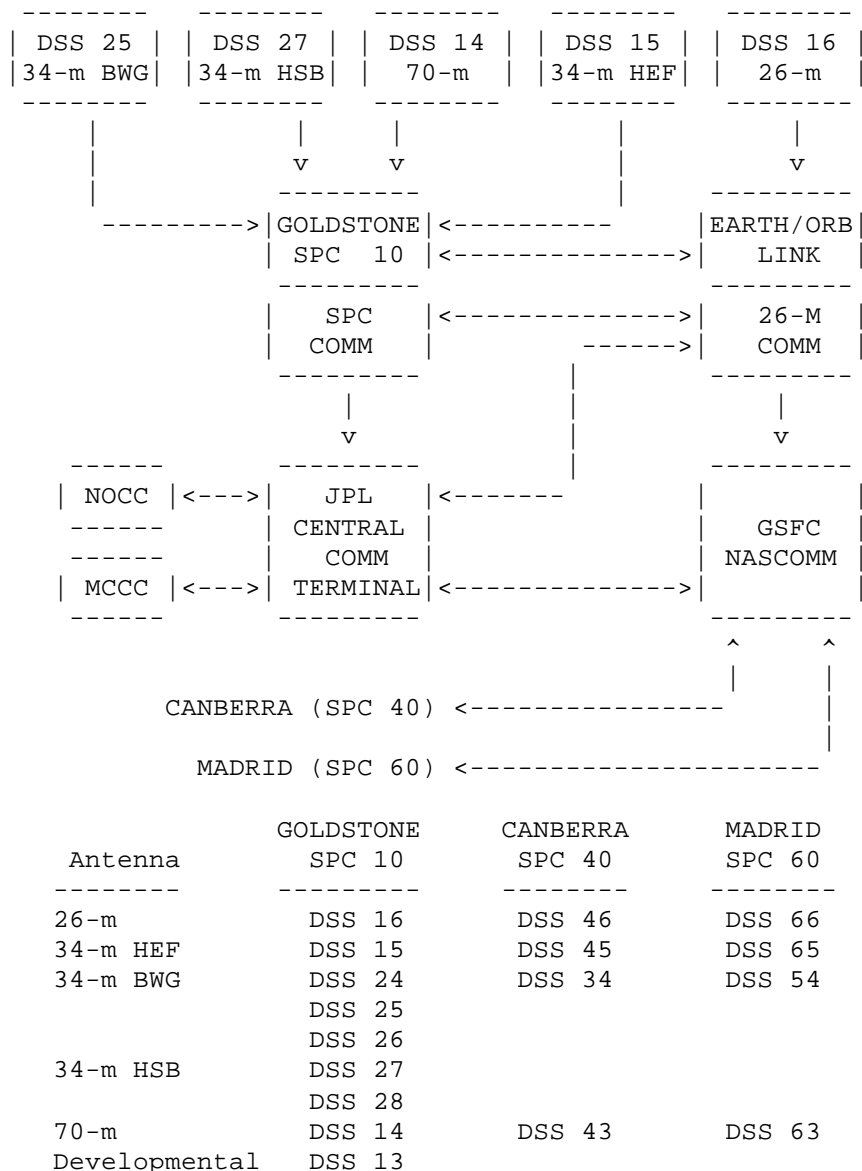 --------   --------   --------   --------   --------
| DSS 25 | | DSS 27 | | DSS 14 | | DSS 15 | | DSS 16 |
|34-m BWG| |34-m HSB| |  70-m  | |34-m HEF| |  26-m  |
 --------   --------   --------   --------   --------
     |            |     |             |          |
     |            v     v             |          v
     |           ---------            |     ---------
      --------->|GOLDSTONE|<----------     |EARTH/ORB|
                | SPC  10 |<-------------->|   LINK  |
                 ---------                  ---------
                |   SPC   |<-------------->|   26-M  |
                |  COMM   |         ------>|   COMM  |
                 ---------         |        ---------
                     |             |            |
                     v             |            v
    ------       ---------         |        ---------
   | NOCC |<--->|   JPL   |<-------        |         |
    ------      | CENTRAL |                |   GSFC  |
    ------      |   COMM  |                | NASCOMM |
   | MCCC |<--->| TERMINAL|<-------------->|         |
    ------       ---------                  ---------
                                             ^     ^
                                             |     |
          CANBERRA (SPC 40) <----------------      |
                                                   |
            MADRID (SPC 60) <----------------------
                 GOLDSTONE     CANBERRA      MADRID
    Antenna        SPC 10        SPC 40       SPC 60
   --------      ---------     --------     --------
   26-m            DSS 16        DSS 46       DSS 66
   34-m HEF        DSS 15        DSS 45       DSS 65
   34-m BWG        DSS 24        DSS 34       DSS 54
                   DSS 25
                   DSS 26
   34-m HSB        DSS 27
                   DSS 28
   70-m            DSS 14        DSS 43       DSS 63
   Developmental   DSS 13